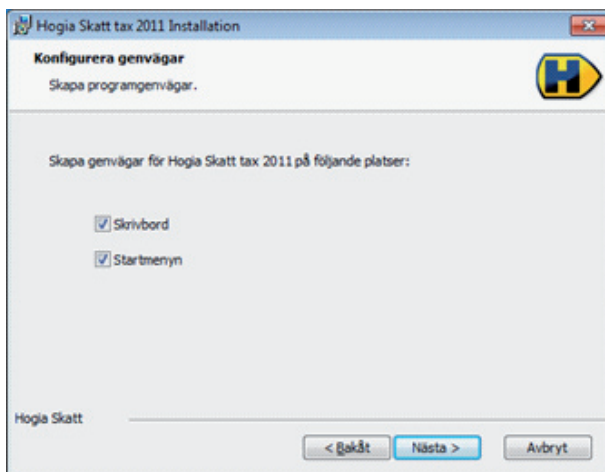 Hogia Skatt tax 2011 Installation
Konfigurera genvägar
Skapa programgenvägar.
H
Skapa genvägar för Hogia Skatt tax 2011 på följande platser:
Skrivbord
Startmenyn
Hogia Skatt
< Bakåt
Nästa >
Avbryt